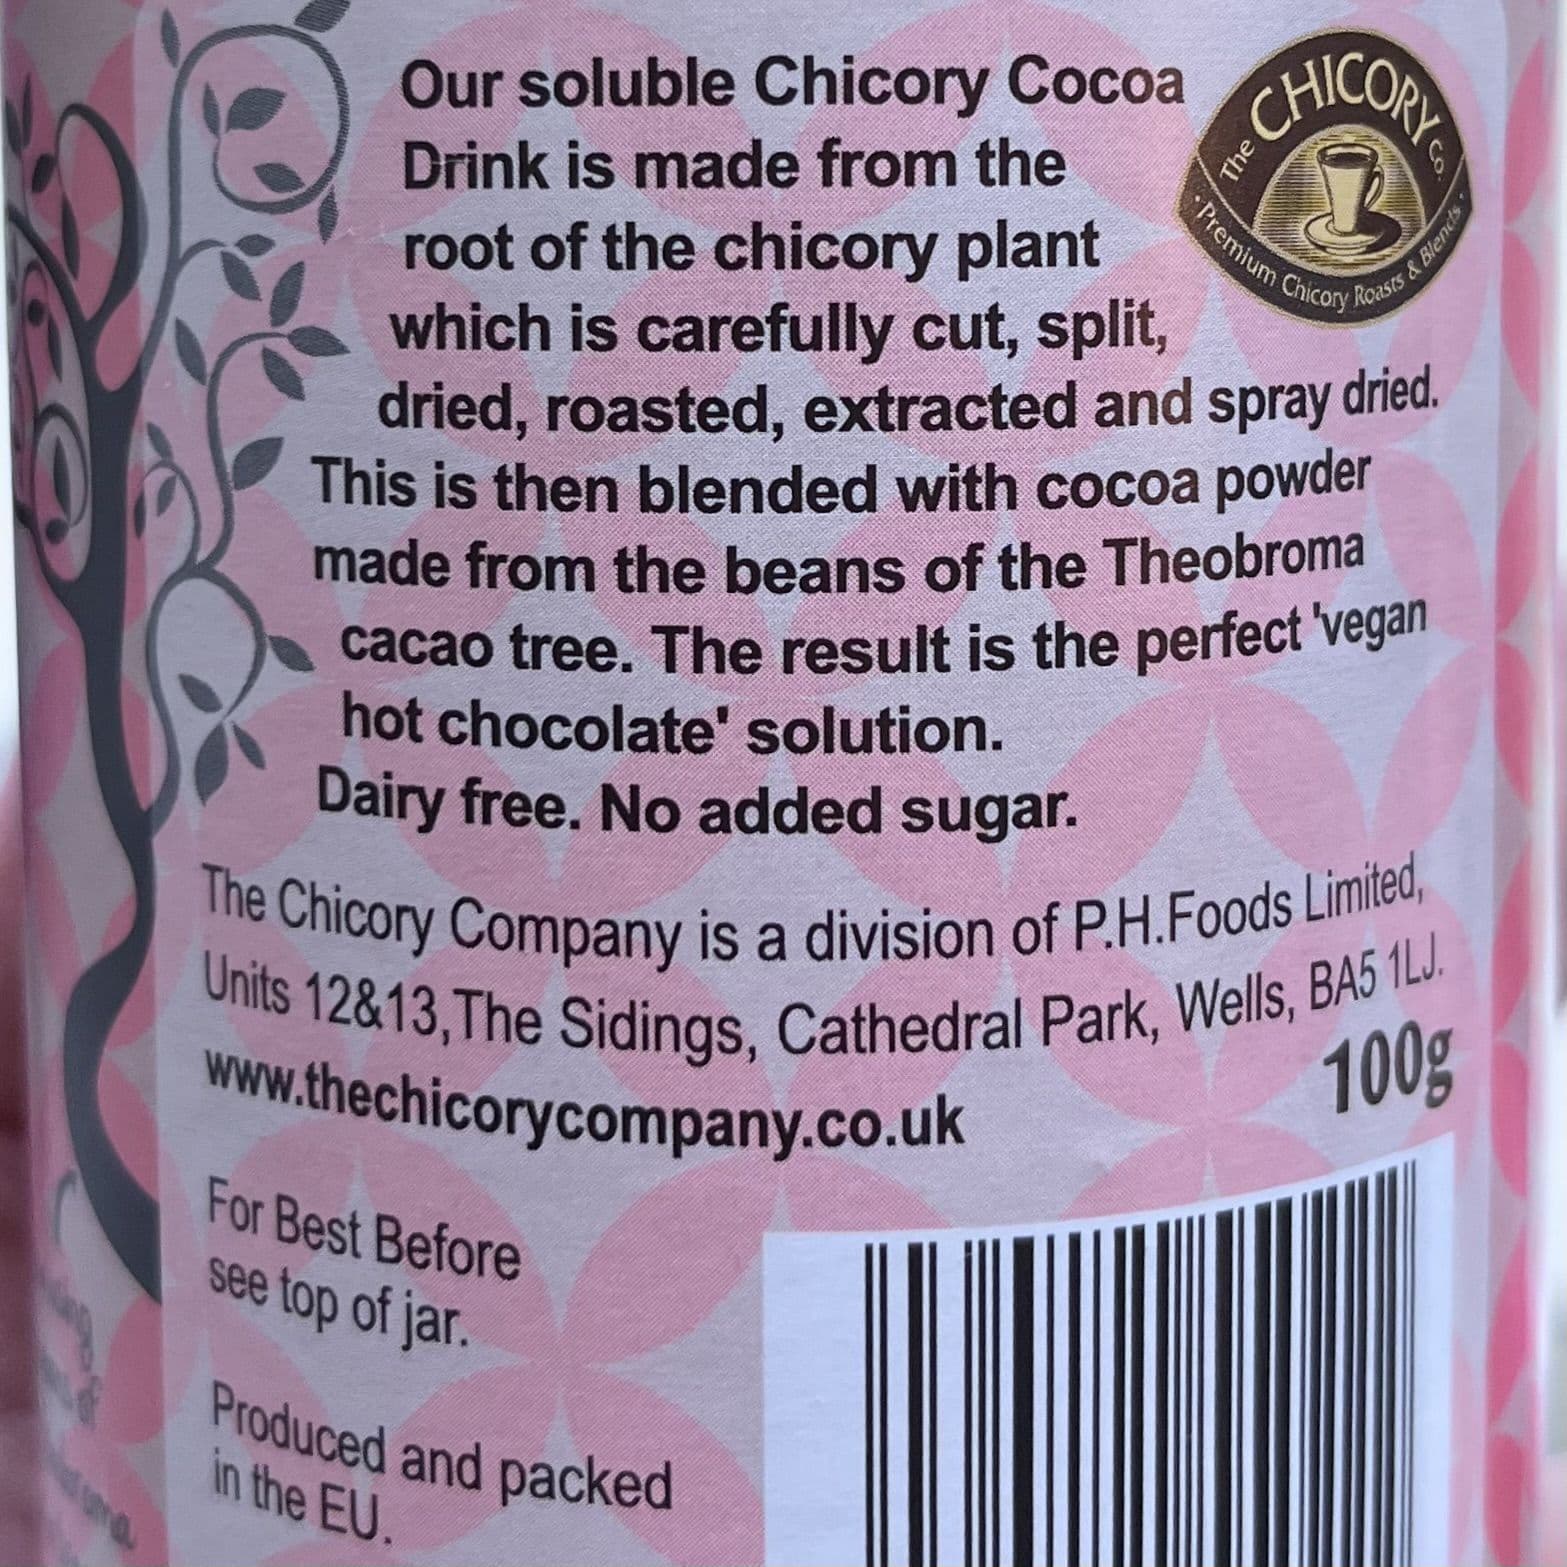 Our soluble Chicory Cocoa
Drink is made from the
root of the chicory plant
which is carefully cut, split,
dried, roasted, extracted and spray dried.
This is then blended with cocoa powder
made from the beans of the Theobroma
cacao tree. The result is the perfect 'vegan
hot chocolate' solution.
Dairy free. No added sugar.
The CHICORY Co.
• Premium Chicory Roasts & Blends •
The Chicory Company is a division of P.H.Foods Limited,
Units 12&13,The Sidings, Cathedral Park, Wells, BA5 1LJ.
www.thechicorycompany.co.uk
100g
For Best Before
see top of jar.
Produced and packed
in the EU.